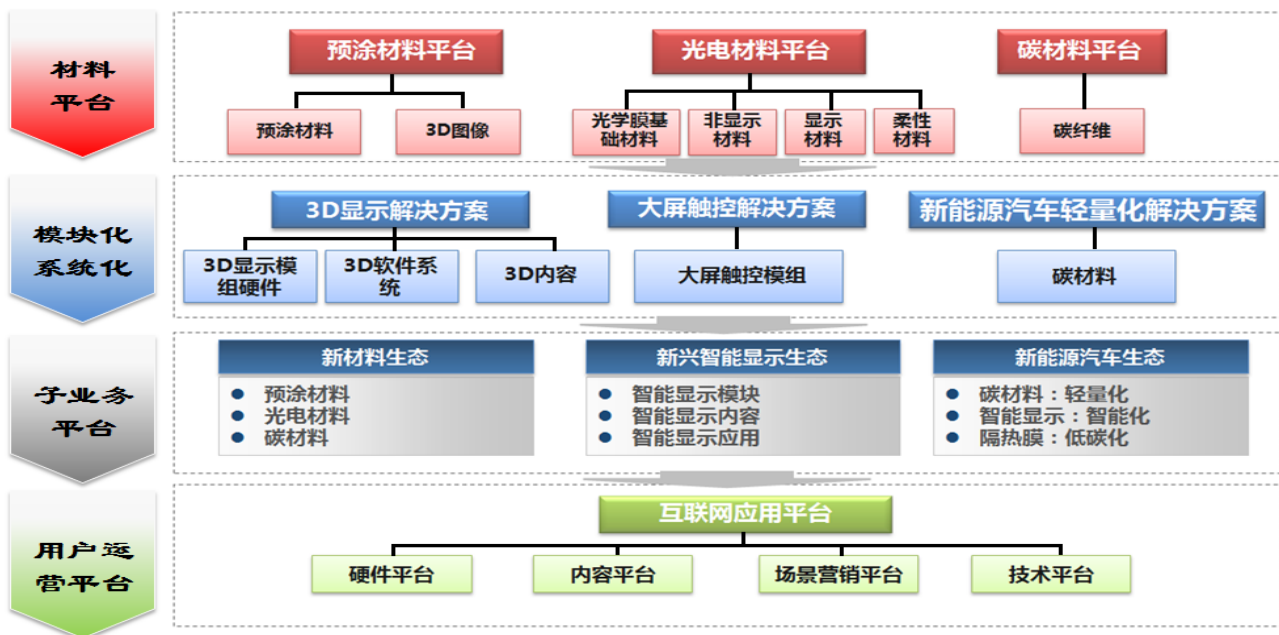 材料
平台
预涂材料平台
光电材料平台
碳材料平台
预涂材料
3D图像
光学膜基
础材料
非显示
材料
显示
材料
柔性
材料
碳纤维
模块化
系统化
3D显示解决方案
大屏触控解决方案
新能源汽车轻量化解决方案
3D显示模
组硬件
3D软件系
统
3D内容
大屏触控模组
碳材料
子业务
平台
新材料生态
● 预涂材料
● 光电材料
● 碳材料
新兴智能显示生态
● 智能显示模块
● 智能显示内容
● 智能显示应用
新能源汽车生态
● 碳材料：轻量化
● 智能显示：智能化
● 隔热膜：低碳化
用户运
营平台
互联网应用平台
硬件平台
内容平台
场景营销平台
技术平台